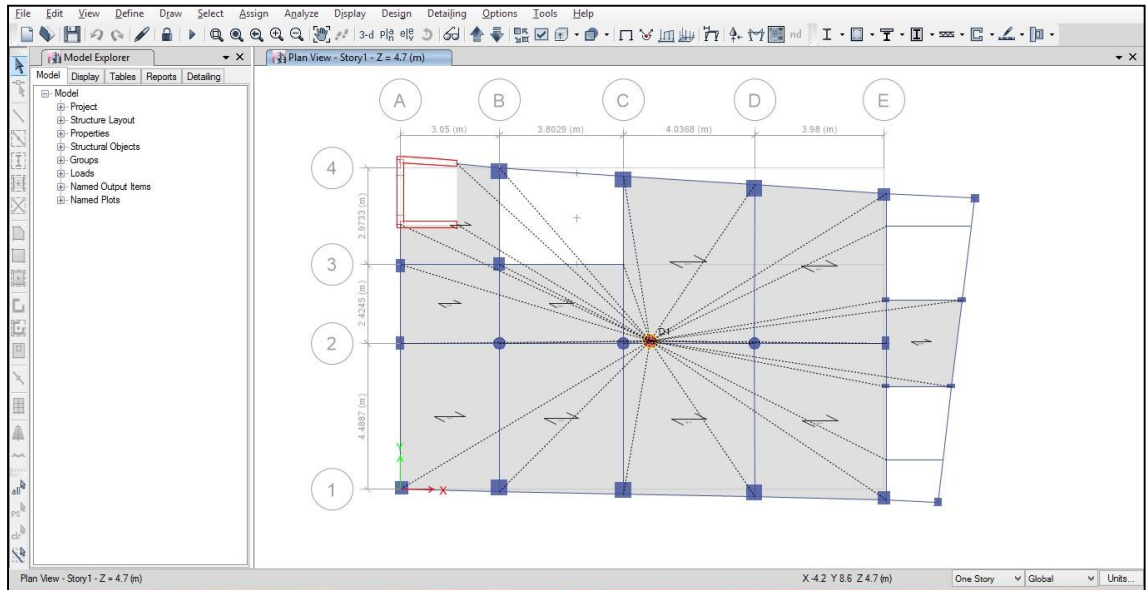 File Edit View Define Draw Select Assign Analyze Display Design Detailing Options Tools Help
3-d nd
Model Explorer
Plan View - Story1 - Z = 4.7 (m)
Model Display Tables Reports Detailing
Model
Project
Structure Layout
Properties
Structural Objects
Groups
Loads
Named Output Items
Named Plots
all
A B C D E
3.05 (m) 3.8029 (m) 4.0368 (m) 3.98 (m)
4
2.9733 (m)
3
2.4245 (m)
D1
2
4.4887 (m)
Y
1
X
Plan View - Story1 - Z = 4.7 (m) X -4.2 Y 8.6 Z 4.7 (m) One Story Global Units...